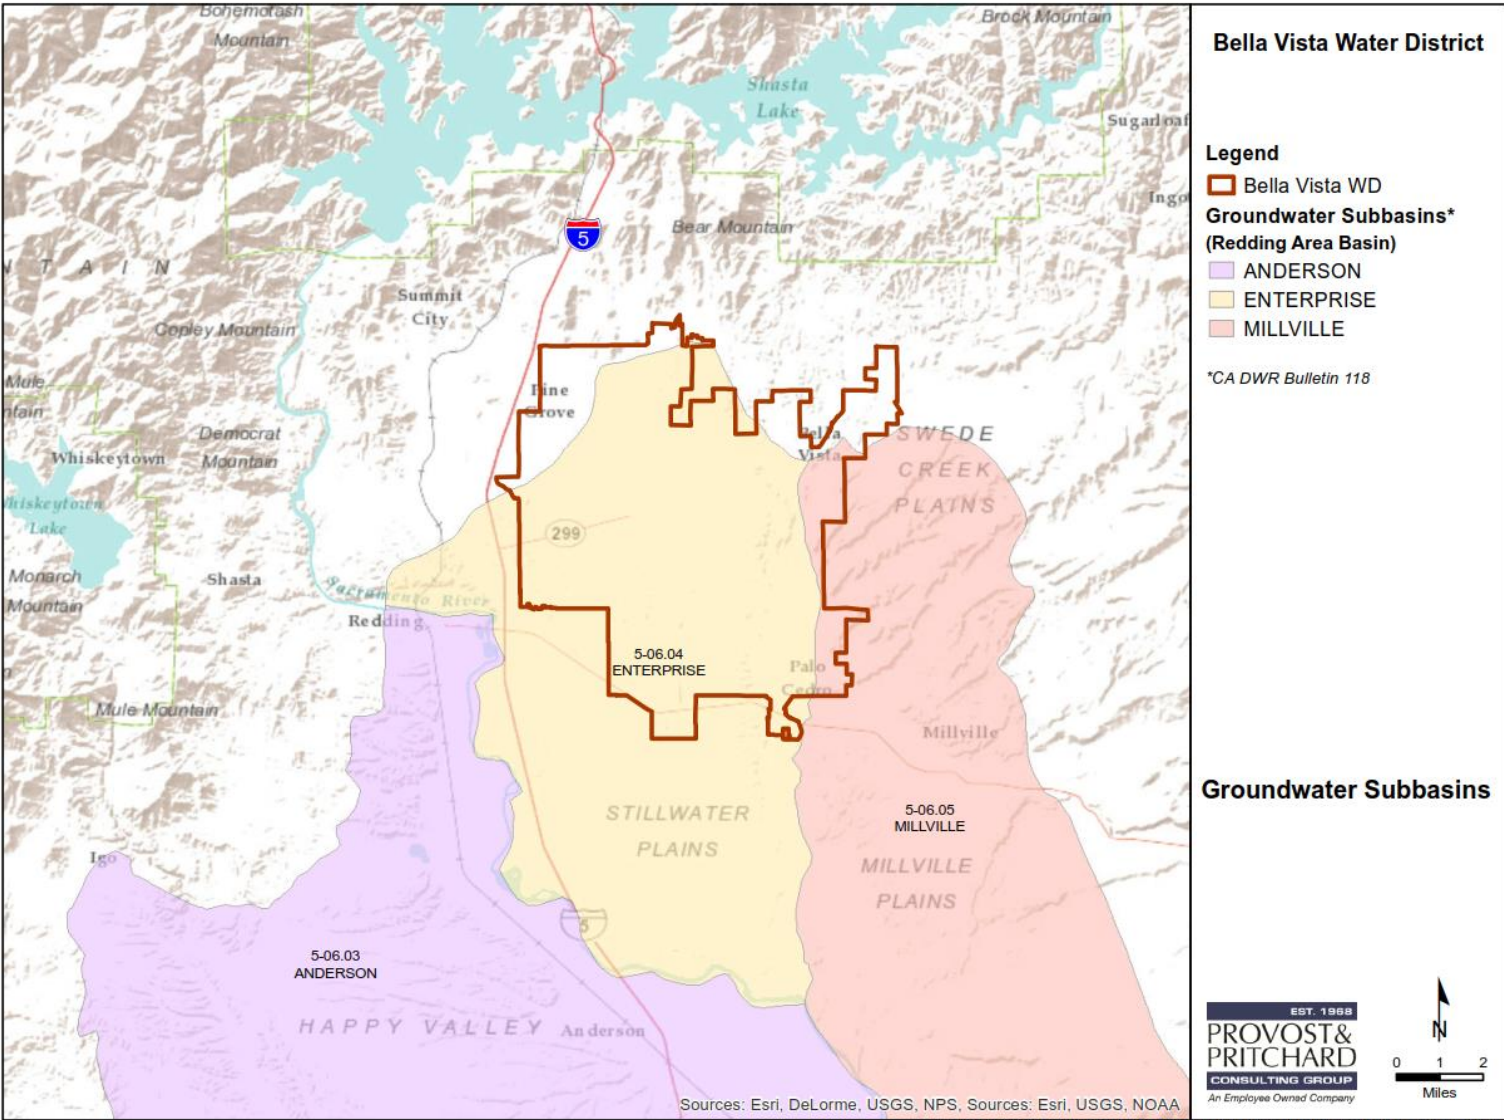 Bohemotash
Mountain
Brock Mountain
Shasta
Lake
Sugarloaf
Ingo
5
Bear Mountain
N T A I N
Summit
City
Copley Mountain
Mule
ntain
Pine
Grove
Democrat
Mountain
Whiskeytown
Whiskeytown
Lake
Bella
Vista
SWEDE
CREEK
PLAINS
299
Monarch
Mountain
Shasta
Sacramento River
Redding
5-06.04
ENTERPRISE
Palo
Cedro
Mule Mountain
Millville
STILLWATER
PLAINS
5-06.05
MILLVILLE
MILLVILLE
PLAINS
Igo
5
5-06.03
ANDERSON
HAPPY VALLEY
Anderson
Sources: Esri, DeLorme, USGS, NPS, Sources: Esri, USGS, NOAA
Bella Vista Water District
Legend
Bella Vista WD
Groundwater Subbasins*
(Redding Area Basin)
ANDERSON
ENTERPRISE
MILLVILLE
*CA DWR Bulletin 118
Groundwater Subbasins
EST. 1968
PROVOST&
PRITCHARD
CONSULTING GROUP
An Employee Owned Company
N
0 1 2
Miles